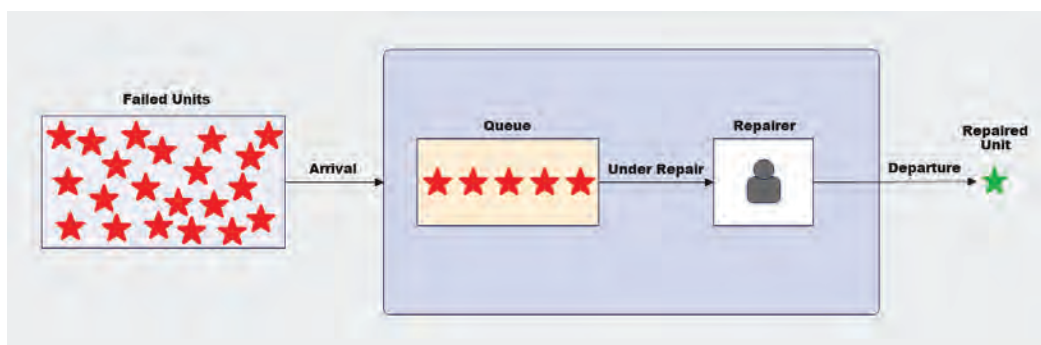 Failed Units
Arrival
Queue
Under Repair
Repairer
Departure
Repaired
Unit